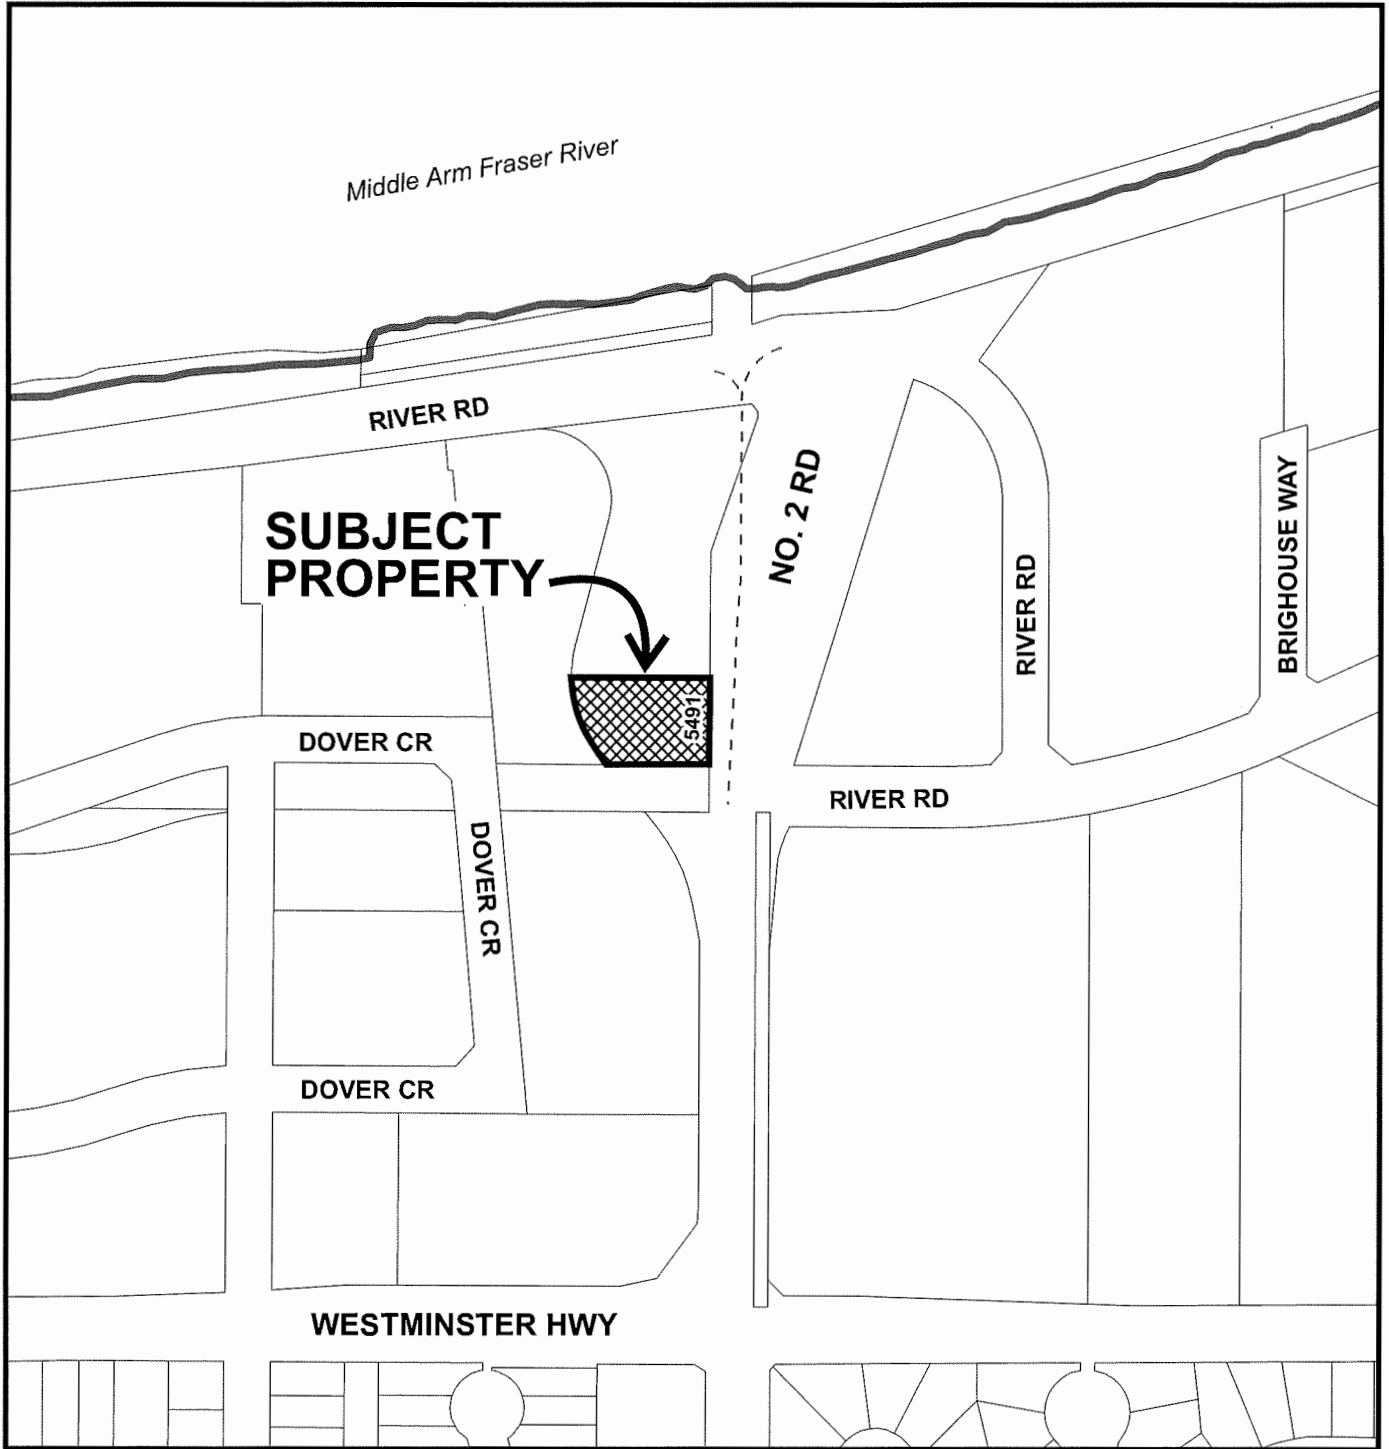 Middle Arm Fraser River
RIVER RD
SUBJECT
PROPERTY
NO. 2 RD
RIVER RD
BRIGHOUSE WAY
5491
DOVER CR
RIVER RD
DOVER CR
DOVER CR
WESTMINSTER HWY